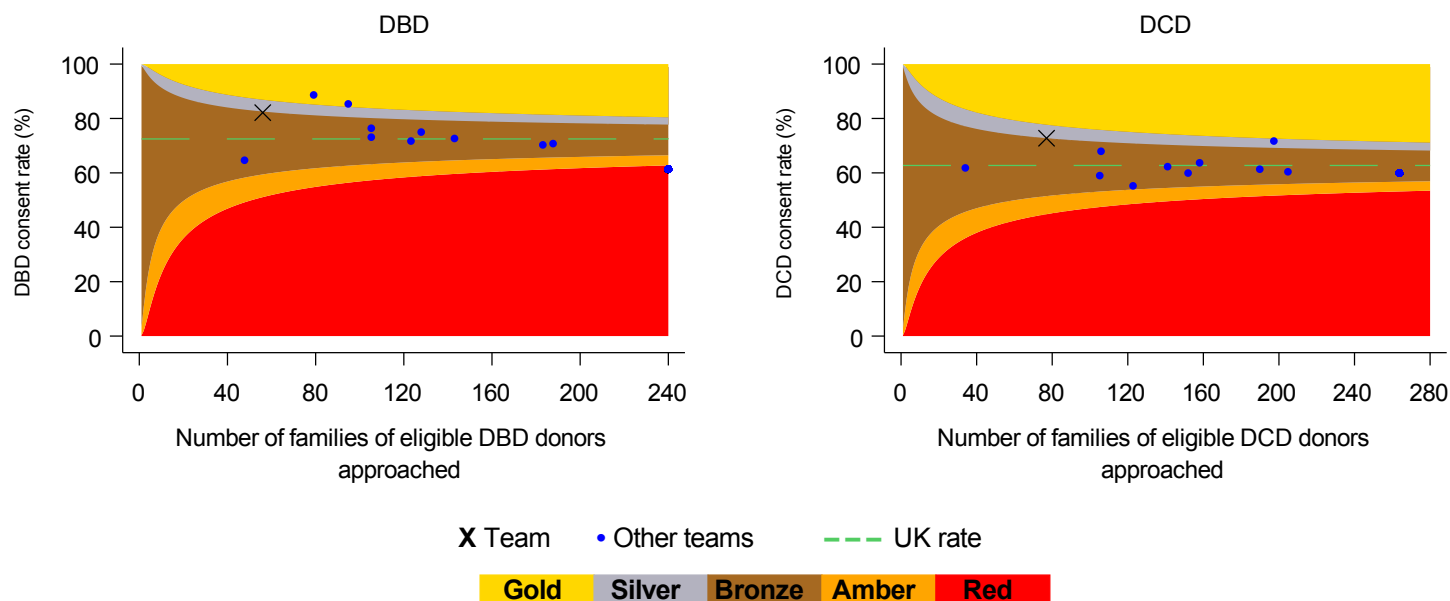 DBD
DBD consent rate (%)
100
80
60
40
20
0
0 40 80 120 160 200 240
Number of families of eligible DBD donors
approached
DCD
DCD consent rate (%)
100
80
60
40
20
0
0 40 80 120 160 200 240 280
Number of families of eligible DCD donors
approached
X Team Other teams UK rate
Gold Silver Bronze Amber Red